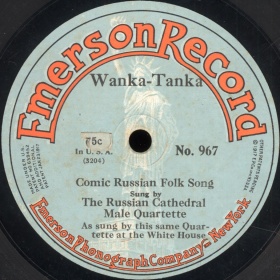 Emerson Record
Wanka-Tanka
75c
In U. S. A.
(3204)
No. 967
Comic Russian Folk Song
Sung by
The Russian Cathedral
Male Quartette
As sung by this same Quar-
tette at the White House
Emerson Phonograph Company Inc. New York